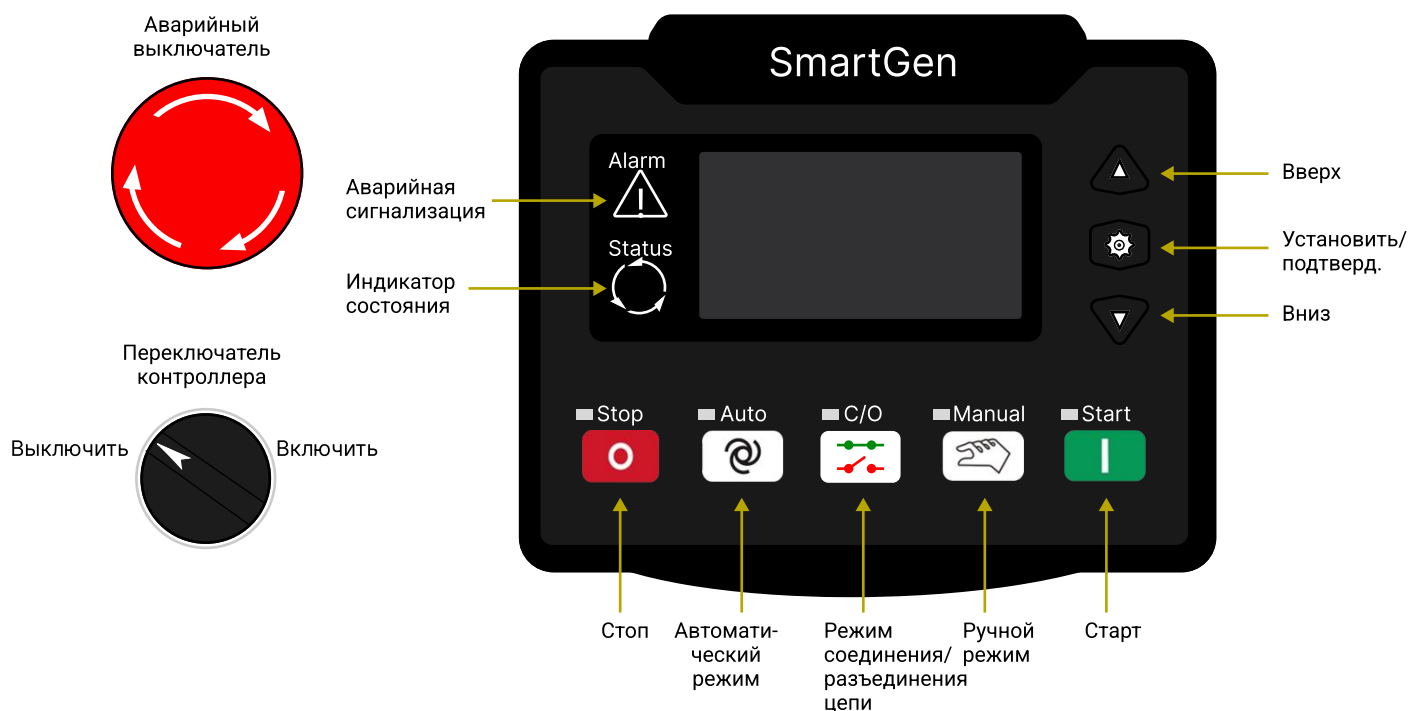 Аварийный
выключатель
SmartGen
Alarm
Аварийная
сигнализация
Status
Индикатор
состояния
Вверх
Установить/
подтверд.
Вниз
Переключатель
контроллера
Выключить
Включить
Stop
Auto
C/O
Manual
Start
Стоп
Автомати-
ческий
режим
Режим
соединения/
разъединения
цепи
Ручной
режим
Старт